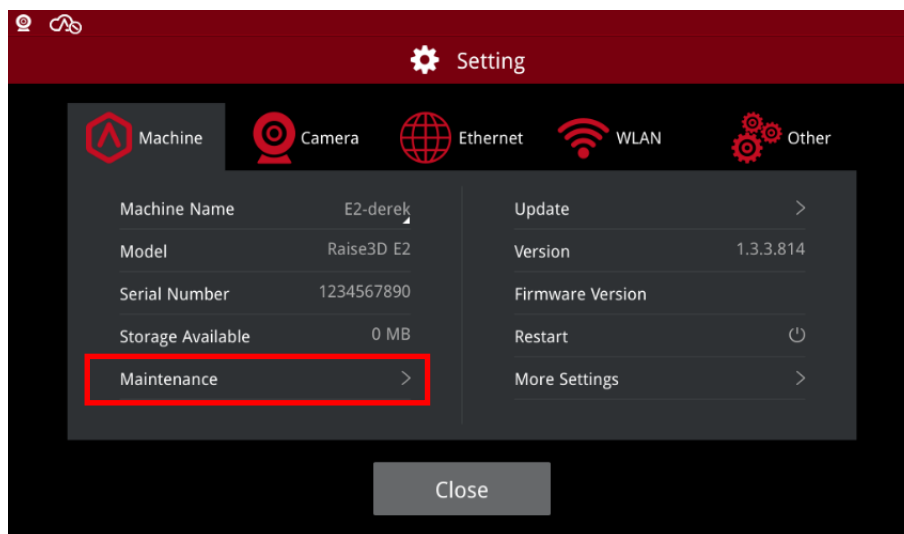 Setting
Machine Camera Ethernet WLAN Other
Machine Name E2-derek
Model Raise3D E2
Serial Number 1234567890
Storage Available 0 MB
Maintenance >
Update >
Version 1.3.3.814
Firmware Version
Restart
More Settings >
Close